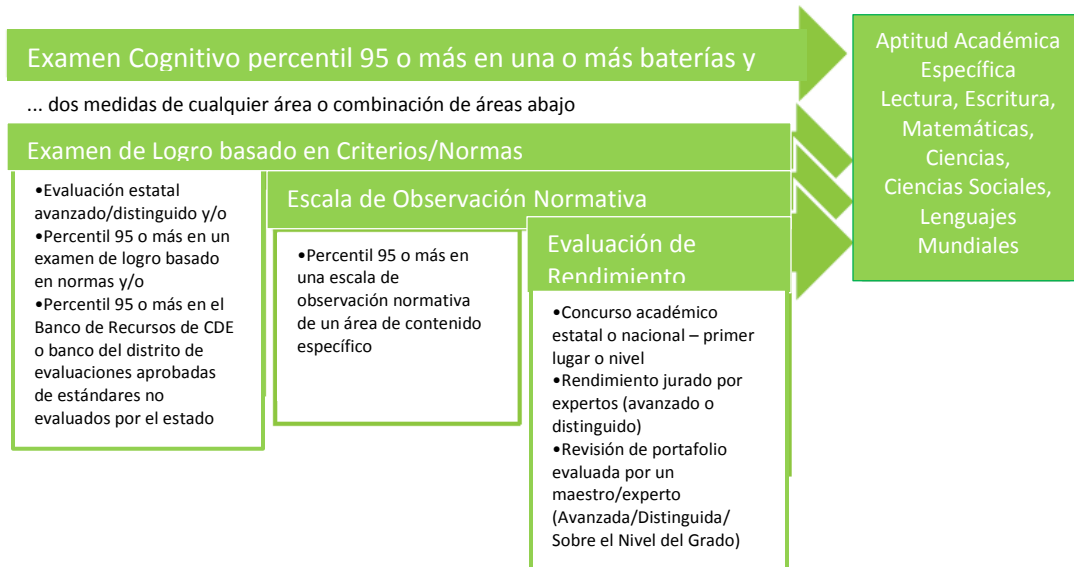 Examen Cognitivo percentil 95 o más en una o más baterías y
... dos medidas de cualquier área o combinación de áreas abajo
Examen de Logro basado en Criterios/Normas
•Evaluación estatal
avanzado/distinguido y/o
•Percentil 95 o más en un
examen de logro basado
en normas y/o
•Percentil 95 o más en el
Banco de Recursos de CDE
o banco del distrito de
evaluaciones aprobadas
de estándares no
evaluados por el estado
Escala de Observación Normativa
•Percentil 95 o más en
una escala de
observación normativa
de un área de contenido
específico
Evaluación de
Rendimiento
•Concurso académico
estatal o nacional – primer
lugar o nivel
•Rendimiento jurado por
expertos (avanzado o
distinguido)
•Revisión de portafolio
evaluada por un
maestro/experto
(Avanzada/Distinguida/
Sobre el Nivel del Grado)
Aptitud Académica
Específica
Lectura, Escritura,
Matemáticas,
Ciencias,
Ciencias Sociales,
Lenguajes
Mundiales